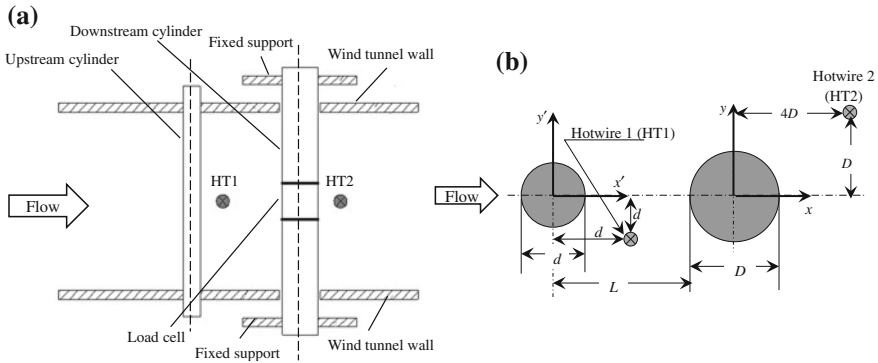 (a)
Downstream cylinder
Fixed support
Upstream cylinder
Wind tunnel wall
HT1
HT2
Flow
Load cell
Fixed support
Wind tunnel wall
(b)
Hotwire 2
(HT2)
y′
Hotwire 1 (HT1)
y
4D
D
Flow
x′
x
d
d
d
D
L